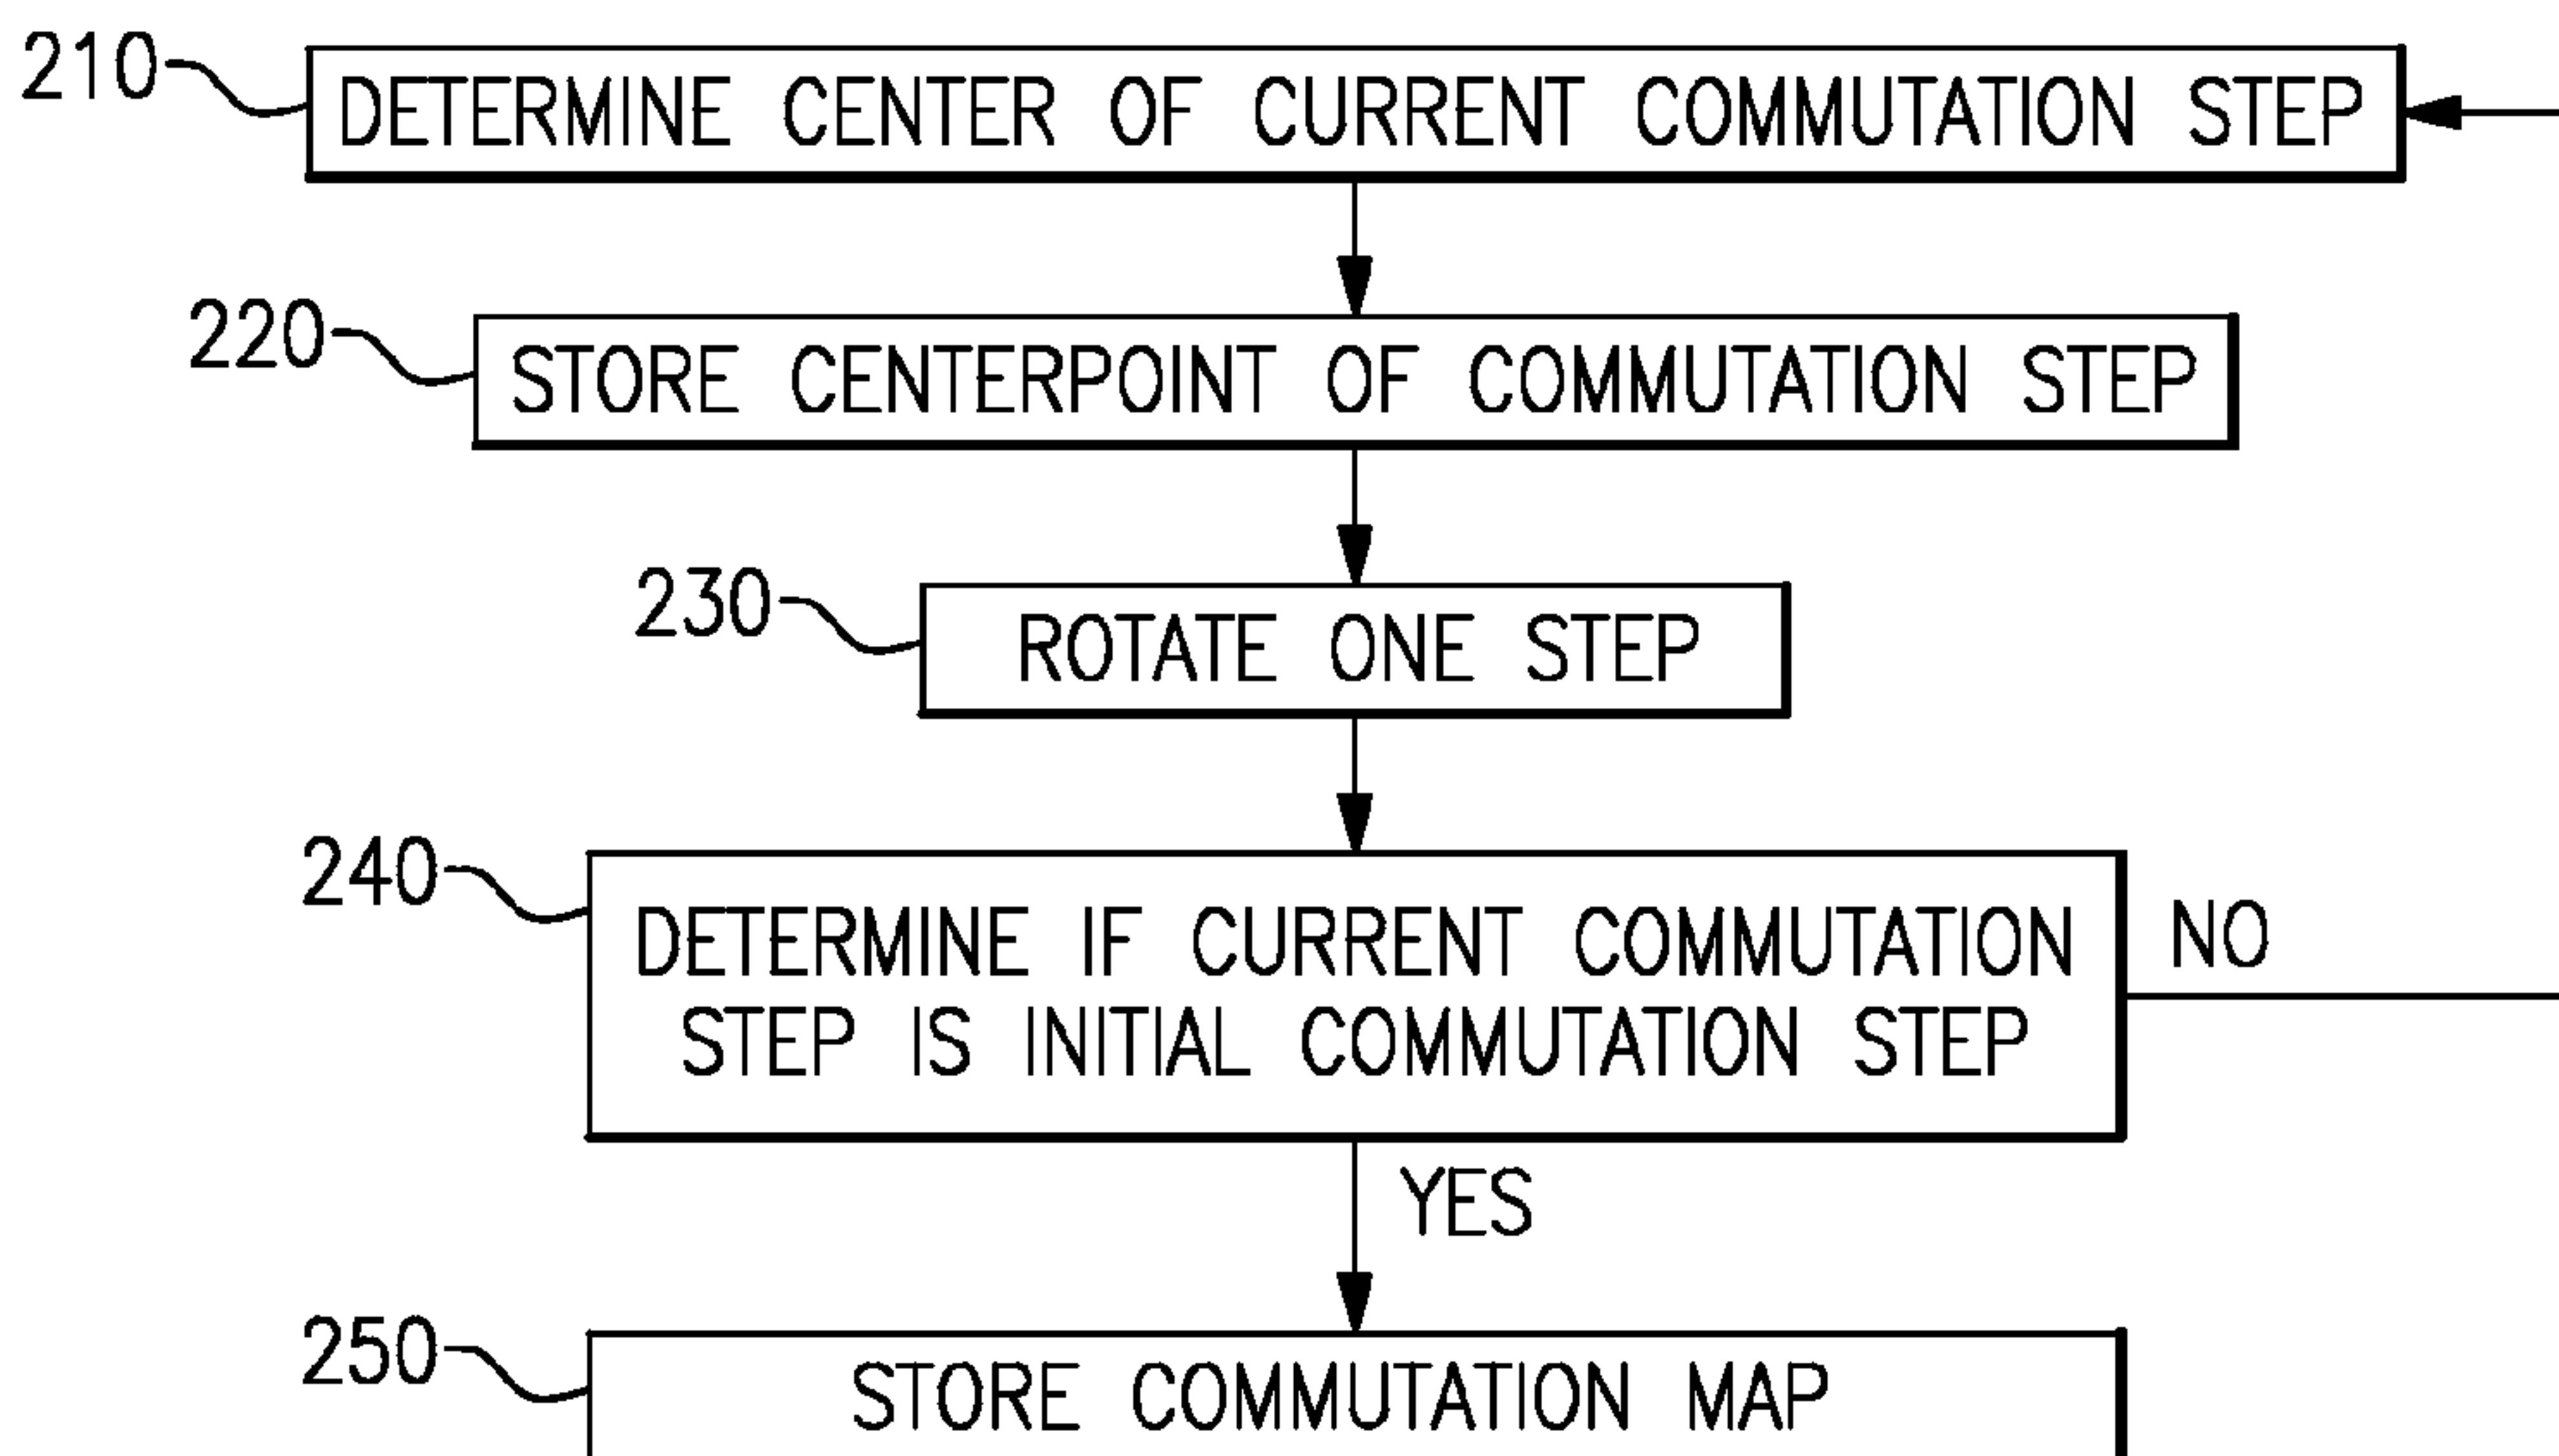 210
DETERMINE CENTER OF CURRENT COMMUTATION STEP
220
STORE CENTERPOINT OF COMMUTATION STEP
230
ROTATE ONE STEP
240
DETERMINE IF CURRENT COMMUTATION
STEP IS INITIAL COMMUTATION STEP
NO
YES
250
STORE COMMUTATION MAP